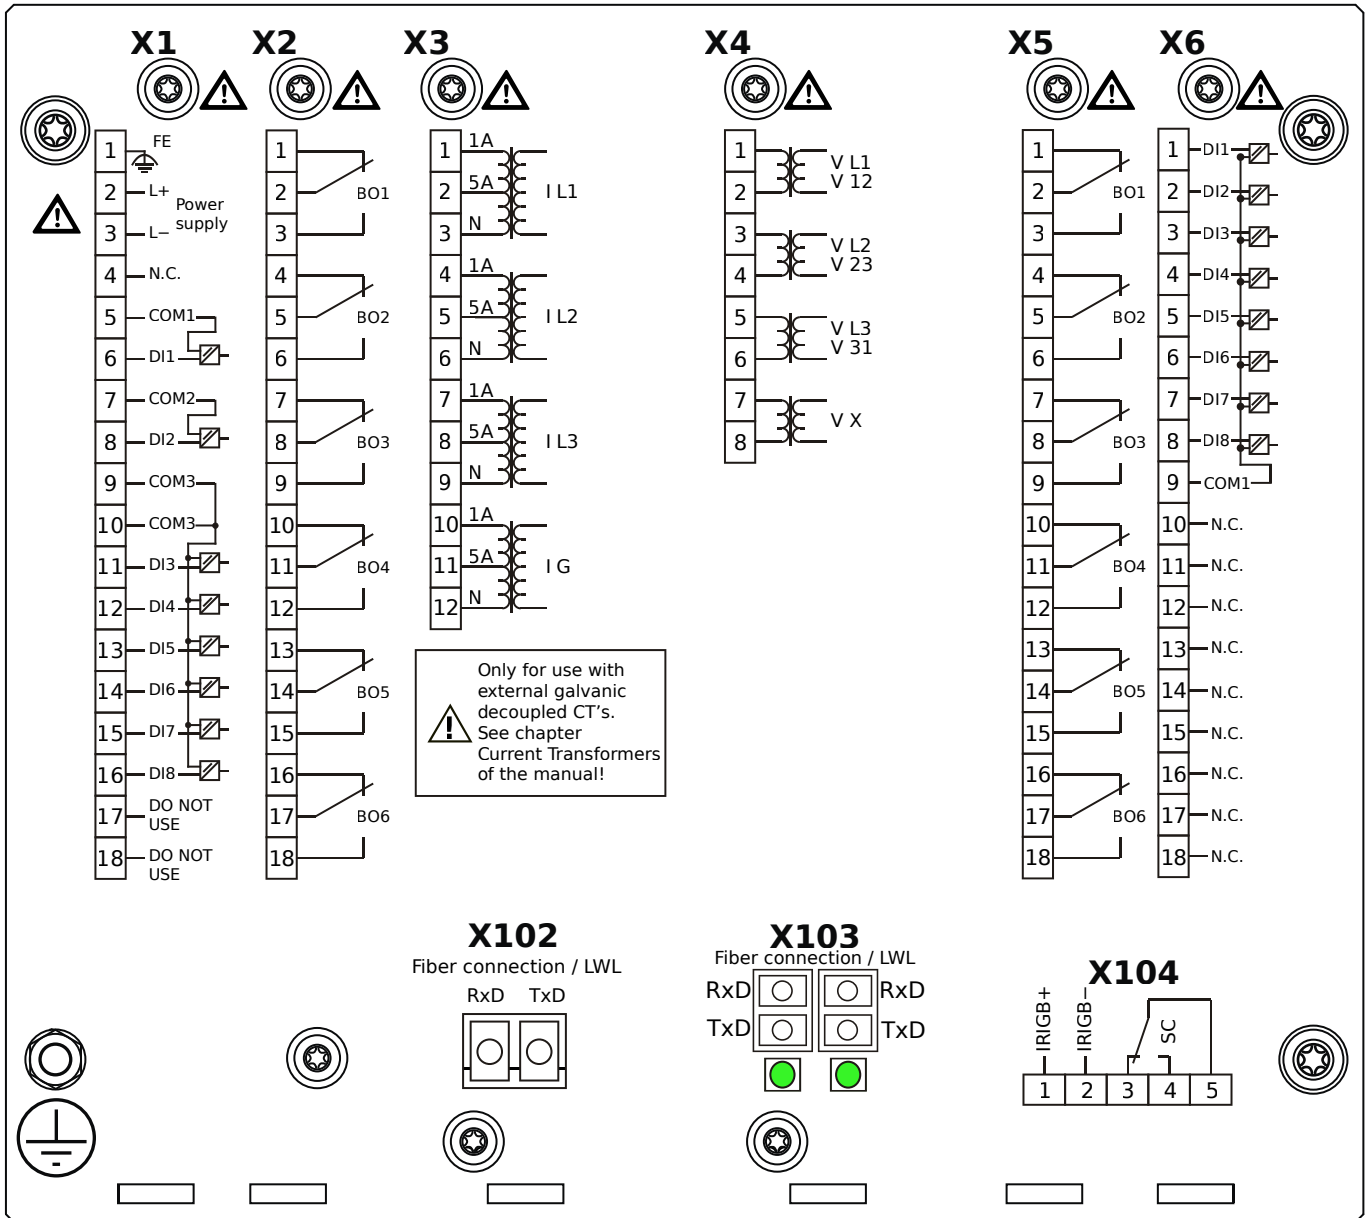 X1
X2
X3
X4
X5
X6
1 FE
2 L+
Power
supply
3 L−
4 N.C.
5 COM1
6 DI1
7 COM2
8 DI2
9 COM3
10 COM3
11 DI3
12 DI4
13 DI5
14 DI6
15 DI7
16 DI8
17 DO NOT
USE
18 DO NOT
USE
1
2 BO1
3
4
5 BO2
6
7
8 BO3
9
10
11 BO4
12
13
14 BO5
15
16
17 BO6
18
1 1A
2 5A I L1
3 N
4 1A
5 5A I L2
6 N
7 1A
8 5A I L3
9 N
10 1A
11 5A I G
12 N
Only for use with
external galvanic
decoupled CT's.
See chapter
Current Transformers
of the manual!
1 V L1
2 V 12
3 V L2
4 V 23
5 V L3
6 V 31
7 V X
8
1
2 BO1
3
4
5 BO2
6
7
8 BO3
9
10
11 BO4
12
13
14 BO5
15
16
17 BO6
18
1 DI1
2 DI2
3 DI3
4 DI4
5 DI5
6 DI6
7 DI7
8 DI8
9 COM1
10 N.C.
11 N.C.
12 N.C.
13 N.C.
14 N.C.
15 N.C.
16 N.C.
17 N.C.
18 N.C.
X102
Fiber connection / LWL
RxD TxD
X103
Fiber connection / LWL
RxD RxD
TxD TxD
X104
IRIGB+
IRIGB−
SC
1 2 3 4 5